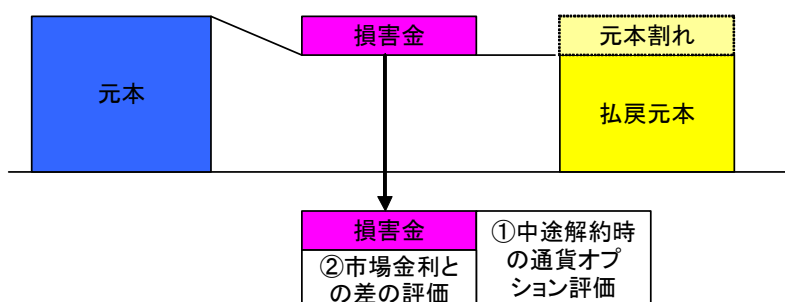 損害金
元本割れ
元本
払戻元本
損害金
②市場金利と
の差の評価
①中途解約時
の通貨オプ
ション評価